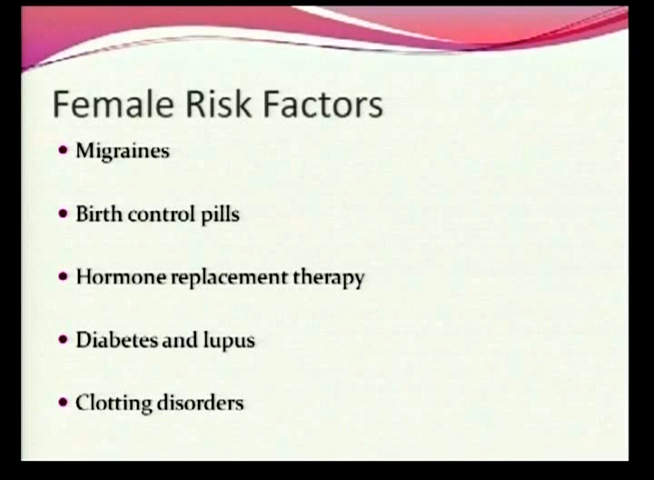 Female Risk Factors
• Migraines
• Birth control pills
• Hormone replacement therapy
• Diabetes and lupus
• Clotting disorders